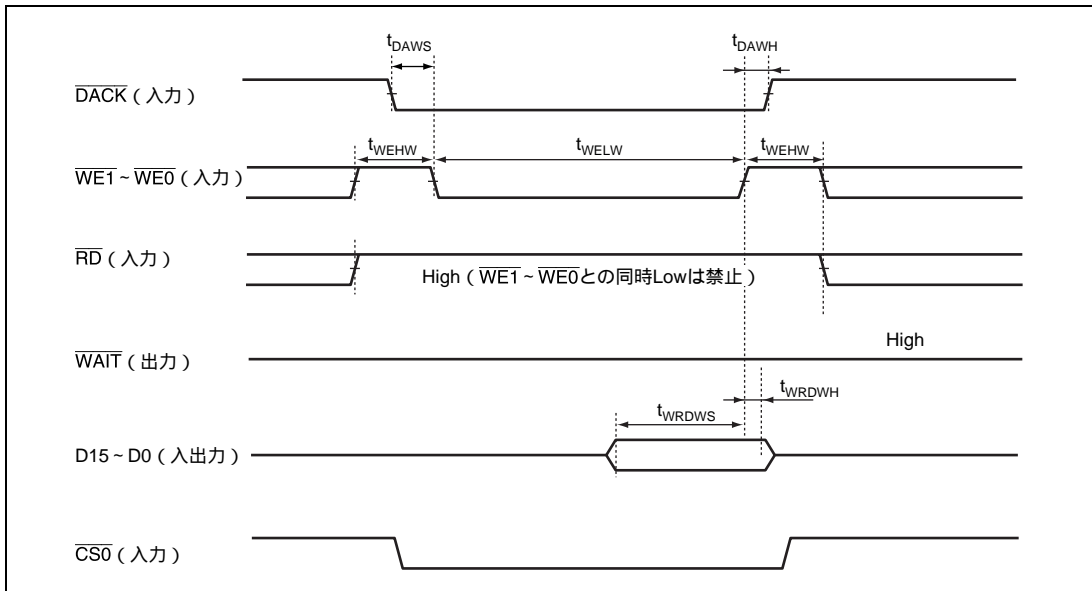 tDAWS
tDAWH
DACK（入力）
tWEHW
tWELW
tWEHW
WE1~WE0（入力）
RD（入力）
High（WE1~WE0との同時Lowは禁止）
High
WAIT（出力）
tWRDWH
tWRDWS
D15~D0（入出力）
CS0（入力）